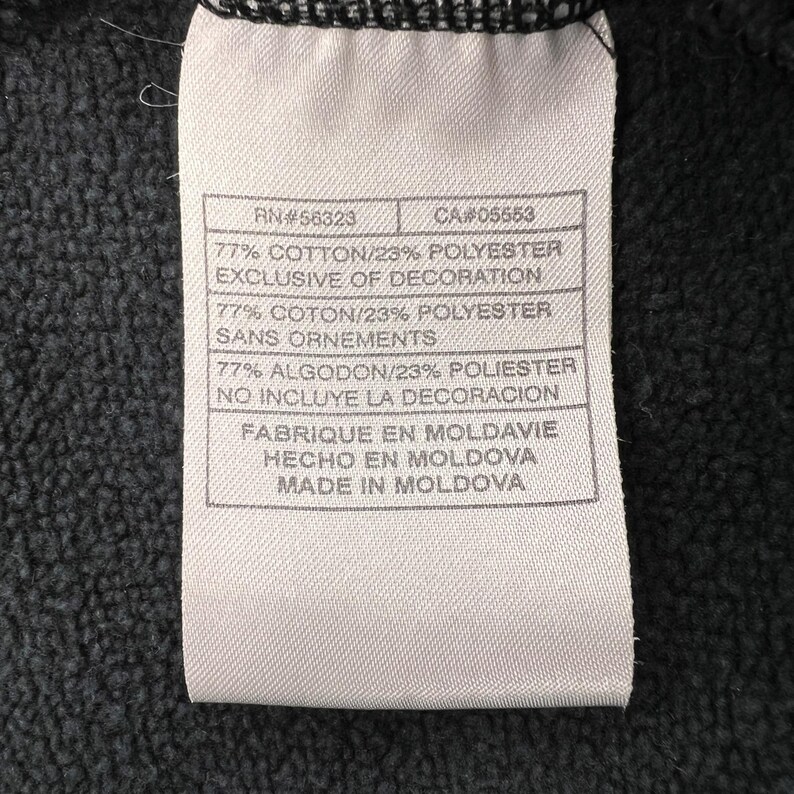 RN#56323 CA#05553
77% COTTON/23% POLYESTER
EXCLUSIVE OF DECORATION
77% COTON/23% POLYESTER
SANS ORNEMENTS
77% ALGODON/23% POLIESTER
NO INCLUYE LA DECORACION
FABRIQUE EN MOLDAVIE
HECHO EN MOLDOVA
MADE IN MOLDOVA